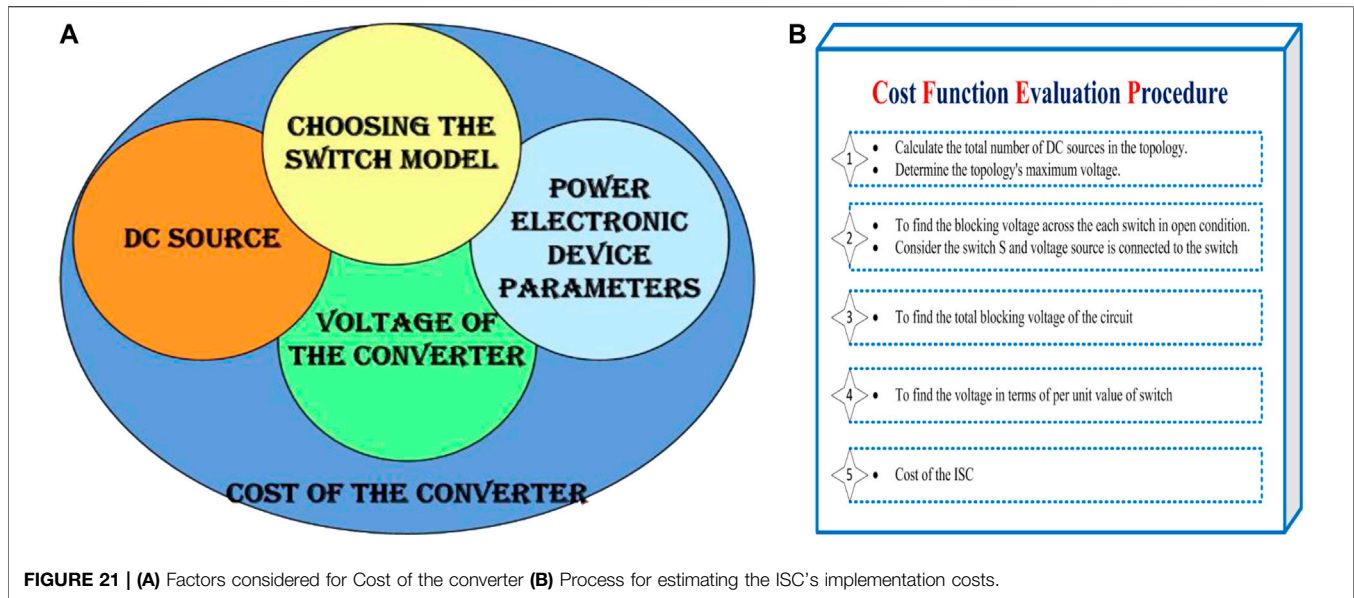 A
CHOOSING THE
SWITCH MODEL
DC SOURCE
POWER
ELECTRONIC
DEVICE
PARAMETERS
VOLTAGE OF
THE CONVERTER
COST OF THE CONVERTER
B
Cost Function Evaluation Procedure
1
• Calculate the total number of DC sources in the topology.
• Determine the topology's maximum voltage.
2
• To find the blocking voltage across the each switch in open condition.
• Consider the switch S and voltage source is connected to the switch
3
• To find the total blocking voltage of the circuit
4
• To find the voltage in terms of per unit value of switch
5
• Cost of the ISC
FIGURE 21 | (A) Factors considered for Cost of the converter (B) Process for estimating the ISC's implementation costs.